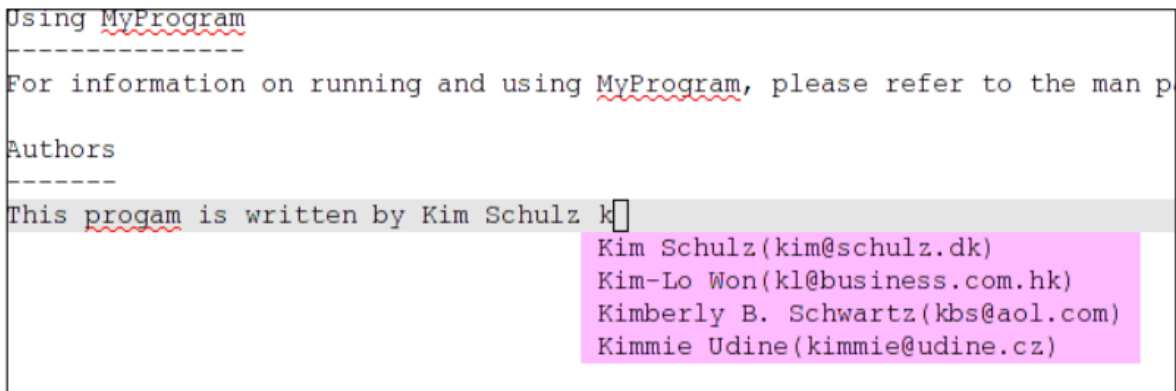 Using MyProgram
---------------
For information on running and using MyProgram, please refer to the man
Authors
-------
This progam is written by Kim Schulz k
Kim Schulz(kim@schulz.dk)
Kim-Lo Won(kl@business.com.hk)
Kimberly B. Schwartz(kbs@aol.com)
Kimmie Udine(kimmie@udine.cz)